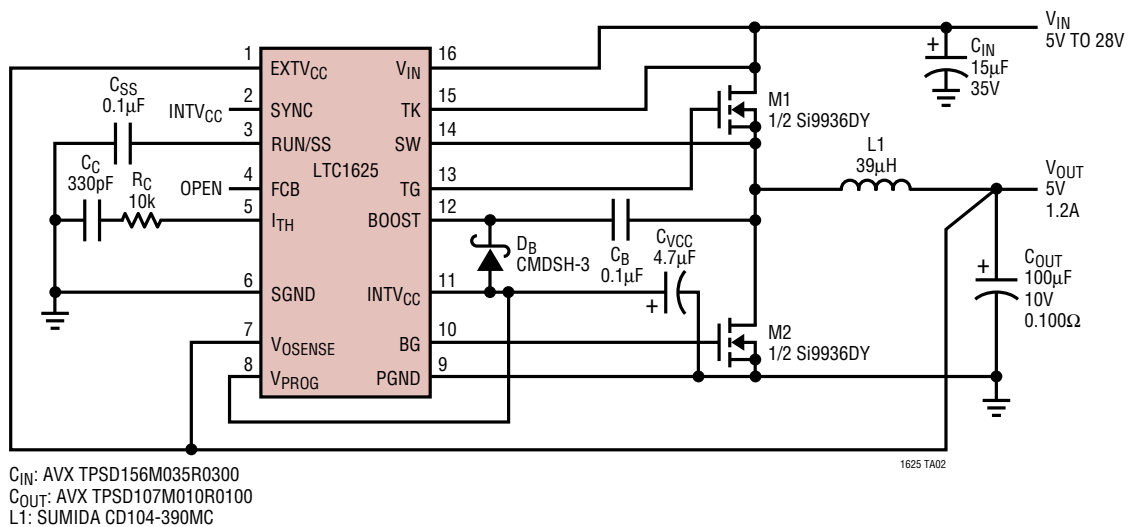 1
EXTVCC
2
INTVCC
SYNC
3
RUN/SS
4
OPEN
FCB
5
ITH
6
SGND
7
VOSENSE
8
VPROG
LTC1625
16
VIN
15
TK
14
SW
13
TG
12
BOOST
11
INTVCC
10
BG
9
PGND
CSS
0.1µF
CC
330pF
RC
10k
DB
CMDSH-3
CB
0.1µF
CVCC
4.7µF
+
M1
1/2 Si9936DY
M2
1/2 Si9936DY
L1
39µH
VIN
5V TO 28V
+
CIN
15µF
35V
VOUT
5V
1.2A
+
COUT
100µF
10V
0.100Ω
1625 TA02
CIN: AVX TPSD156M035R0300
COUT: AVX TPSD107M010R0100
L1: SUMIDA CD104-390MC